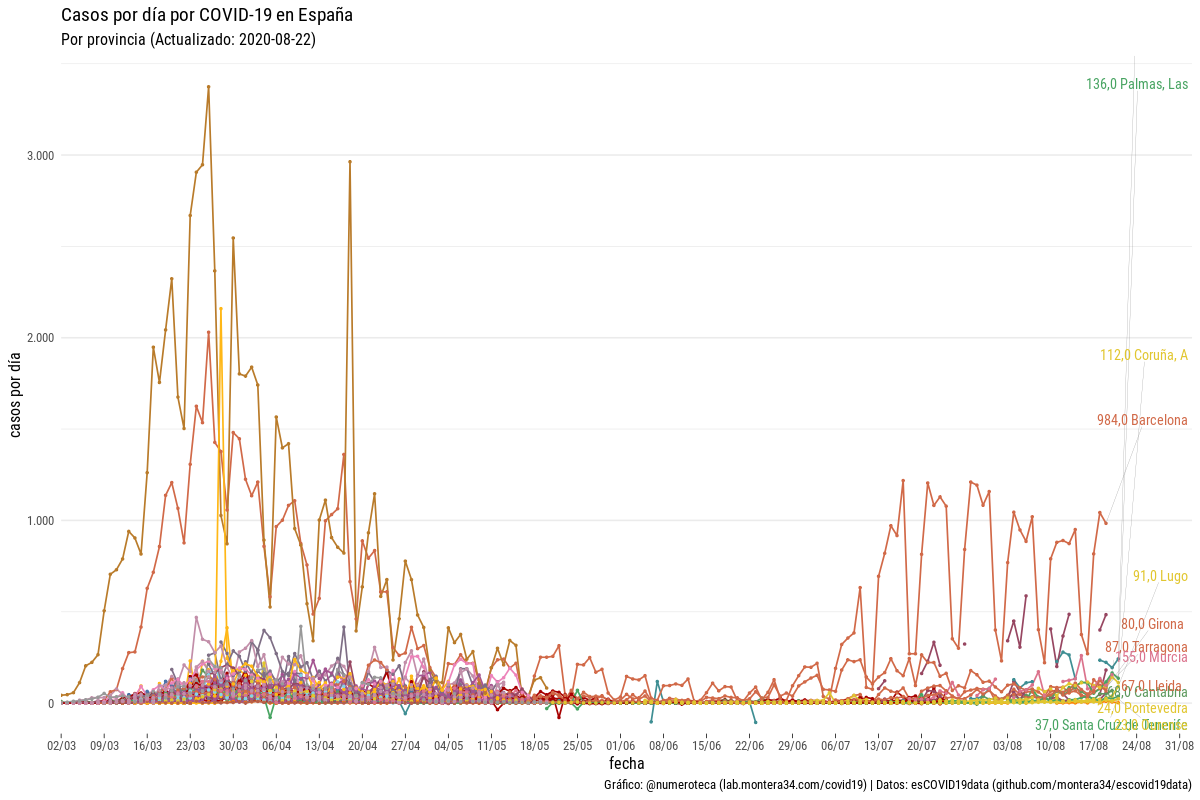 Casos por día por COVID-19 en España
Por provincia (Actualizado: 2020-08-22)
casos por día
3.000
2.000
1.000
0
136,0 Palmas, Las
112,0 Coruña, A
984,0 Barcelona
91,0 Lugo
80,0 Girona
87,0 Tarragona
Murcia
67,0 Lleida
Cantabria
24,0 Pontevedra
37,0 Santa Cruz de
02/03 09/03 16/03 23/03 30/03 06/04 13/04 20/04 27/04 04/05 11/05 18/05 25/05 01/06 08/06 15/06 22/06 29/06 06/07 13/07 20/07 27/07 03/08 10/08 17/08 24/08 31/08
fecha
Gráfico: @numeroteca (lab.montera34.com/covid19) | Datos: esCOVID19data (github.com/montera34/escovid19data)